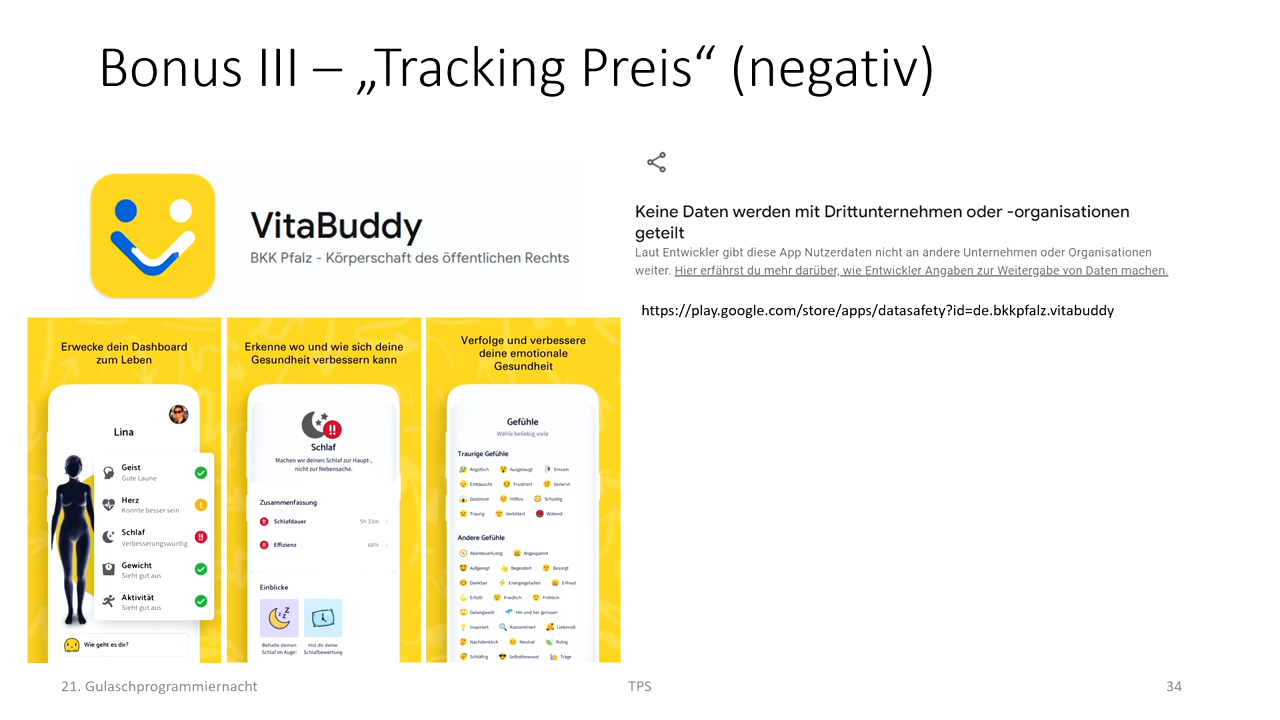 Bonus III – „Tracking Preis“ (negativ)
VitaBuddy
BKK Pfalz - Körperschaft des öffentlichen Rechts
Keine Daten werden mit Drittunternehmen oder -organisationen
geteilt
Laut Entwickler gibt diese App Nutzerdaten nicht an andere Unternehmen oder Organisationen
weiter. Hier erfährst du mehr darüber, wie Entwickler Angaben zur Weitergabe von Daten machen.
https://play.google.com/store/apps/datasafety?id=de.bkkpfalz.vitabuddy
Erwecke dein Dashboard
zum Leben
Lina
Geist
Gute Laune
Herz
Könnte besser sein
Schlaf
Verbesserungswürdig
Gewicht
Sieht gut aus
Aktivität
Sieht gut aus
Wie geht es dir?
Erkenne wo und wie sich deine
Gesundheit verbessern kann
Schlaf
Machen wir deinen Schlaf zur Haupt-,
nicht zur Nebensache.
Zusammenfassung
Schlafdauer 5h 33m
Effizienz 68%
Einblicke
Behalte deinen Hol dir deine
Schlaf im Auge! Schlafbewertung
Verfolge und verbessere
deine emotionale
Gesundheit
Gefühle
Wähle beliebig viele
Traurige Gefühle
Ängstlich Ausgelaugt Einsam
Enttäuscht Frustriert Genervt
Gestresst Hilflos Schuldig
Traurig Verbittert Wütend
Andere Gefühle
Abenteuerlustig Angespannt
Aufgeregt Begeistert Besorgt
Dankbar Energiegeladen Erfreut
Erfüllt Friedlich Fröhlich
Gelangweilt Hin und her gerissen
Inspiriert Konzentriert Liebevoll
Nachdenklich Neutral Ruhig
Schläfrig Selbstbewusst Träge
21. Gulaschprogrammiernacht TPS 34